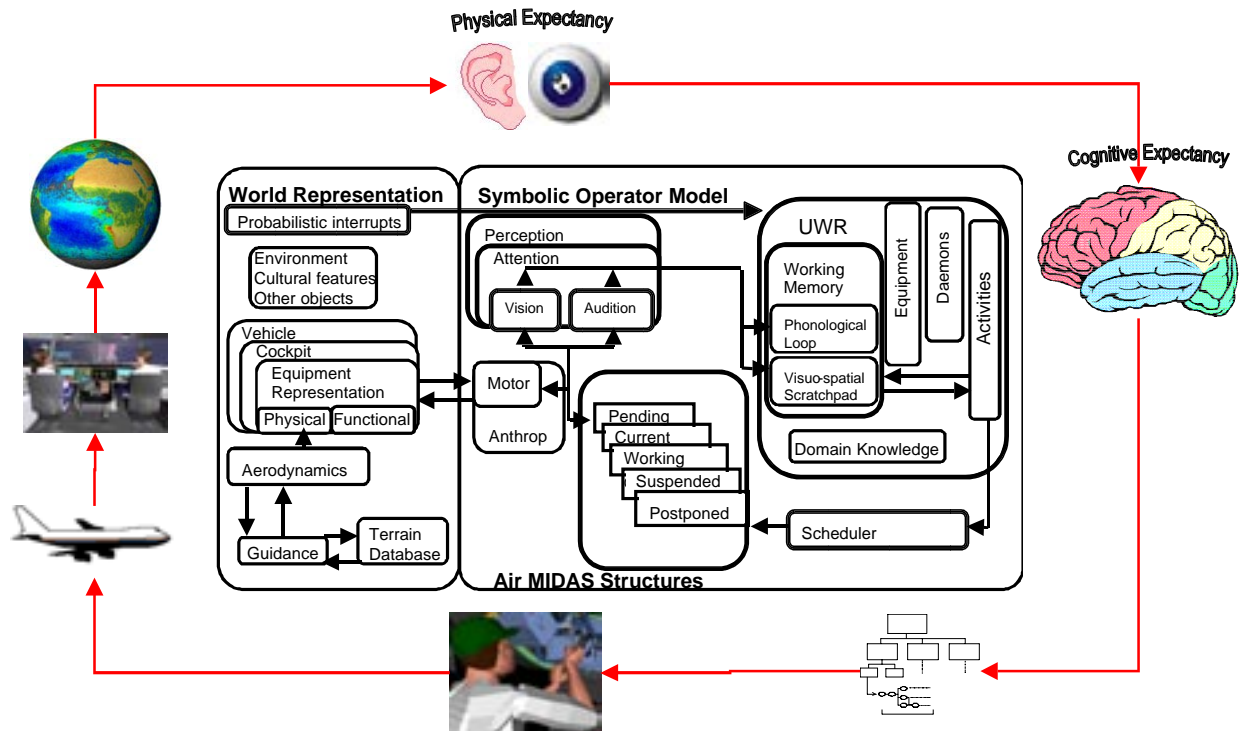 Physical Expectancy
Cognitive Expectancy
World Representation
Probabilistic interrupts
Environment
Cultural features
Other objects
Vehicle
Cockpit
Equipment
Representation
Physical
Functional
Aerodynamics
Guidance
Terrain
Database
Symbolic Operator Model
Perception
Attention
Vision
Audition
Motor
Anthrop
Pending
Current
Working
Suspended
Postponed
UWR
Working
Memory
Phonological
Loop
Visuo-spatial
Scratchpad
Equipment
Daemons
Activities
Domain Knowledge
Scheduler
Air MIDAS Structures